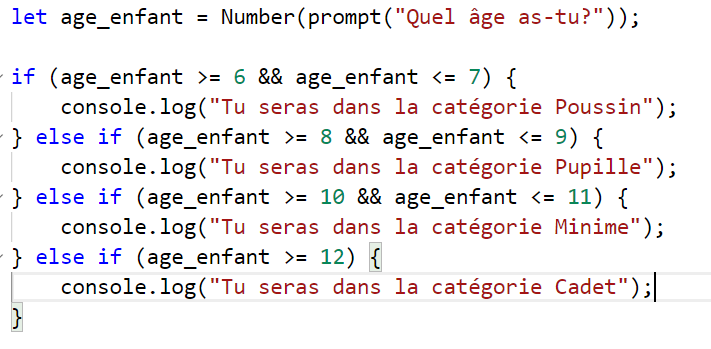 let age_enfant = Number(prompt("Quel âge as-tu?"));
if (age_enfant >= 6 && age_enfant <= 7) {
console.log("Tu seras dans la catégorie Poussin");
} else if (age_enfant >= 8 && age_enfant <= 9) {
console.log("Tu seras dans la catégorie Pupille");
} else if (age_enfant >= 10 && age_enfant <= 11) {
console.log("Tu seras dans la catégorie Minime");
} else if (age_enfant >= 12) {
console.log("Tu seras dans la catégorie Cadet");
}